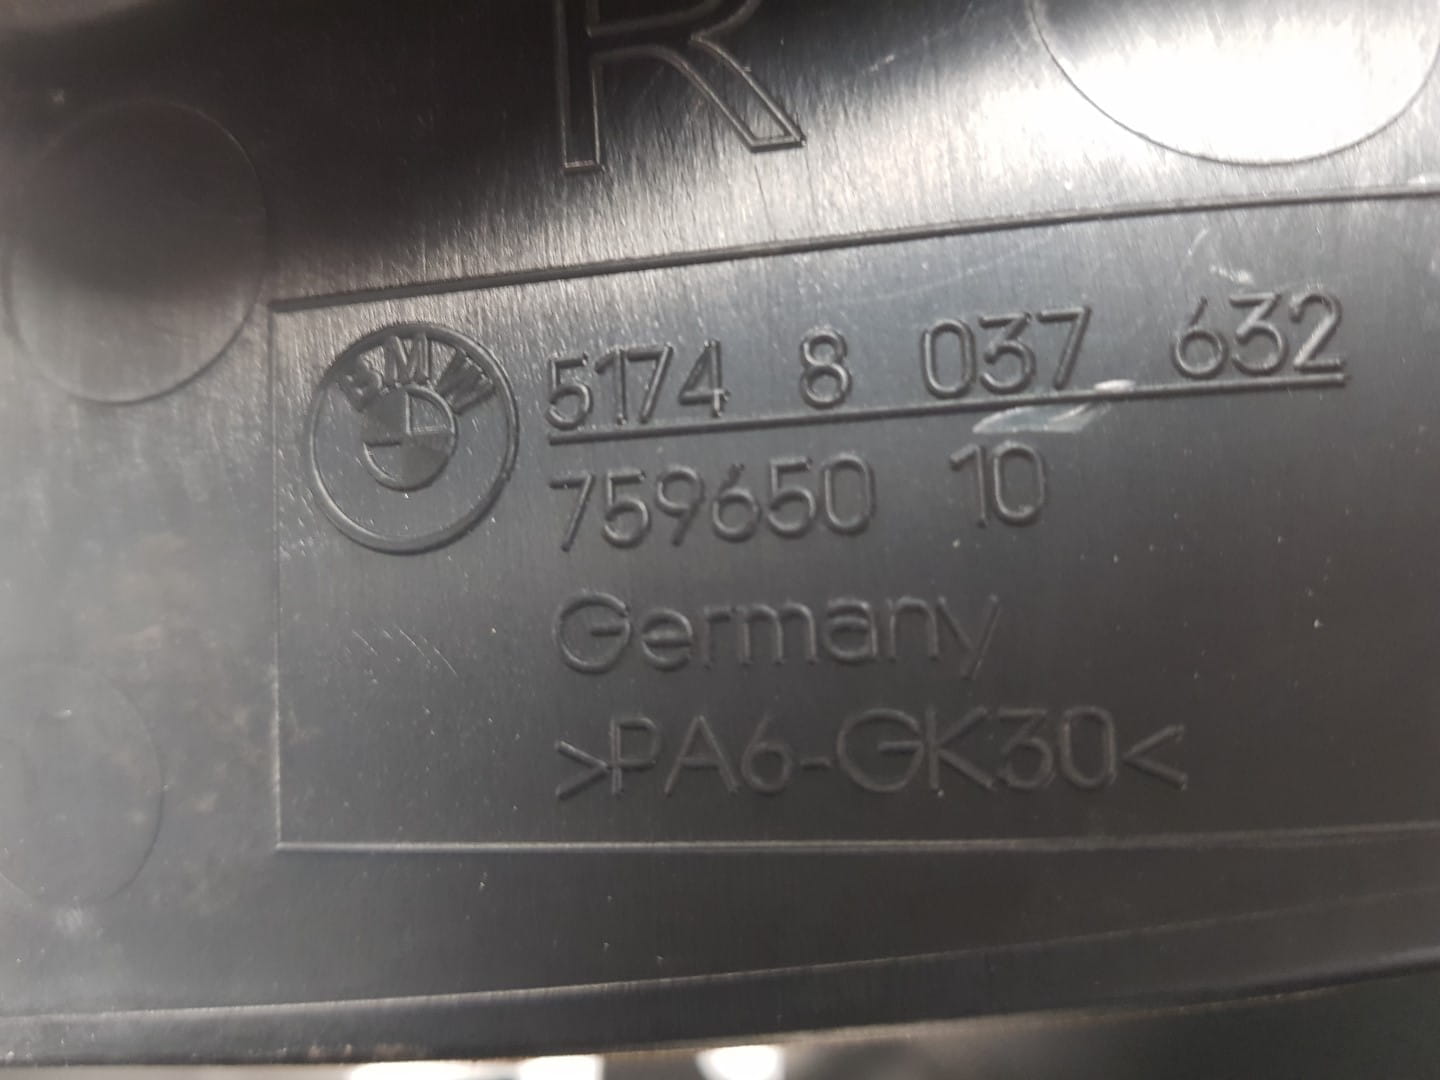 R
BMW
5174 8 037 632
759650 10
Germany
>PA6-GK30<